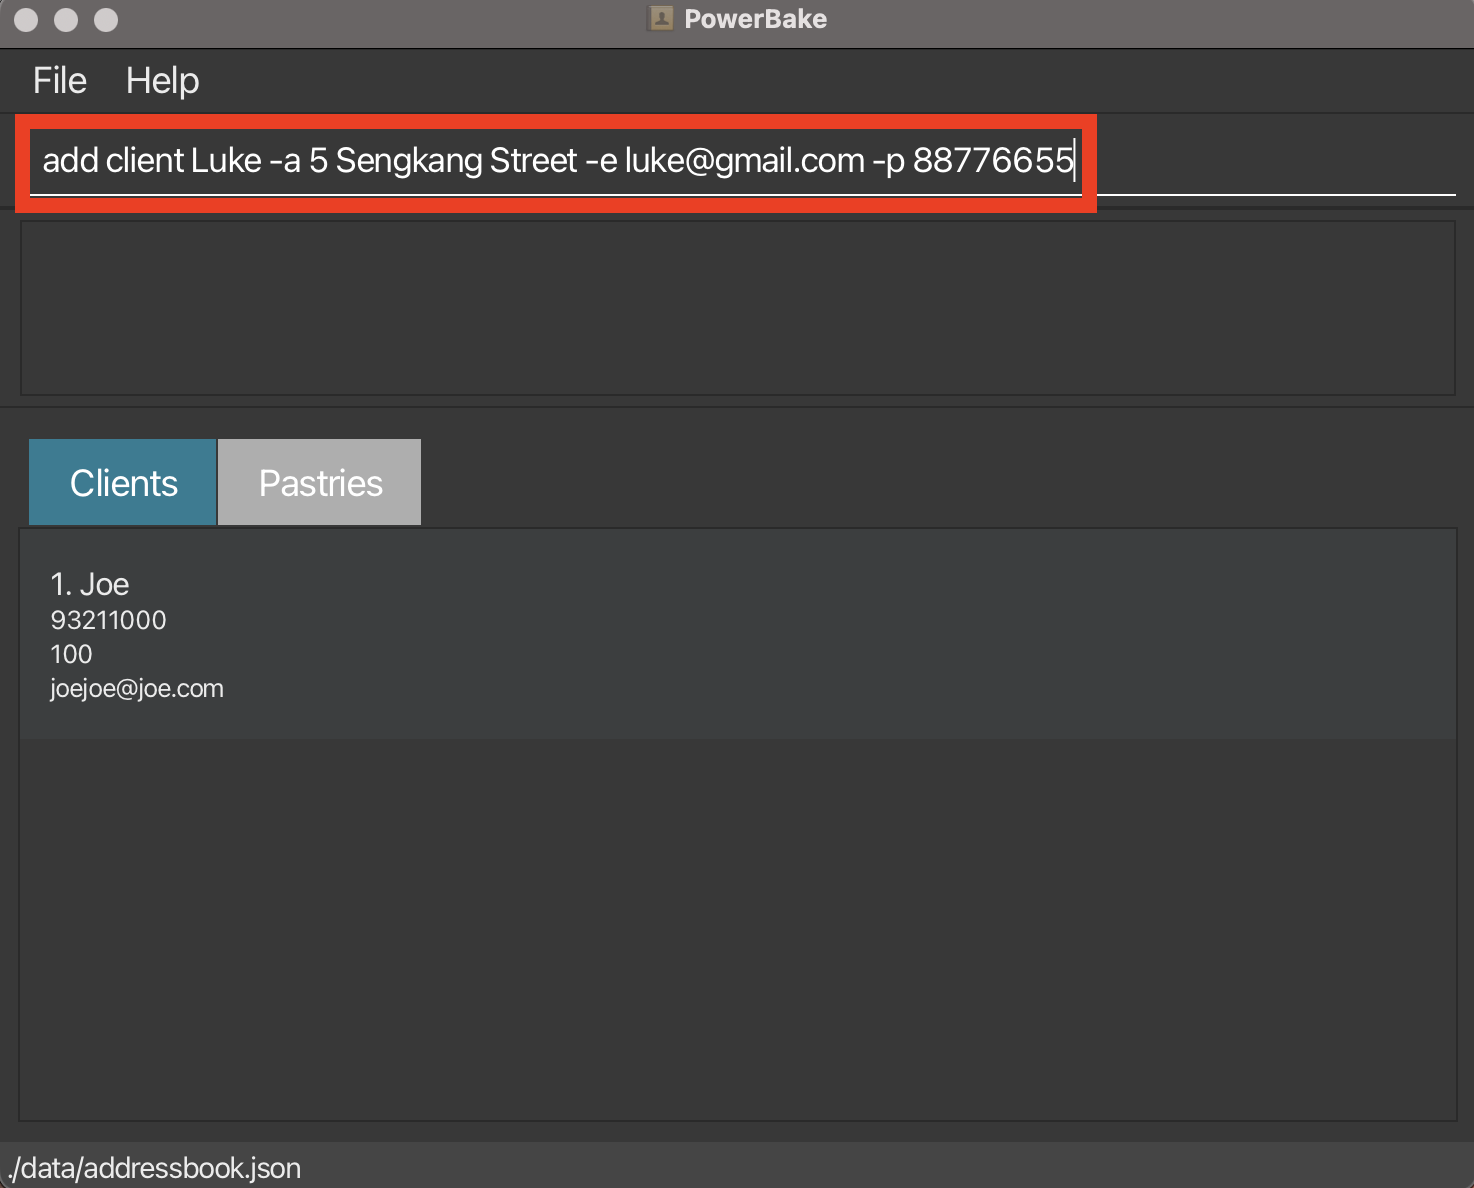 PowerBake
File Help
add client Luke -a 5 Sengkang Street -e luke@gmail.com -p 88776655
Clients Pastries
1. Joe
93211000
100
joejoe@joe.com
./data/addressbook.json